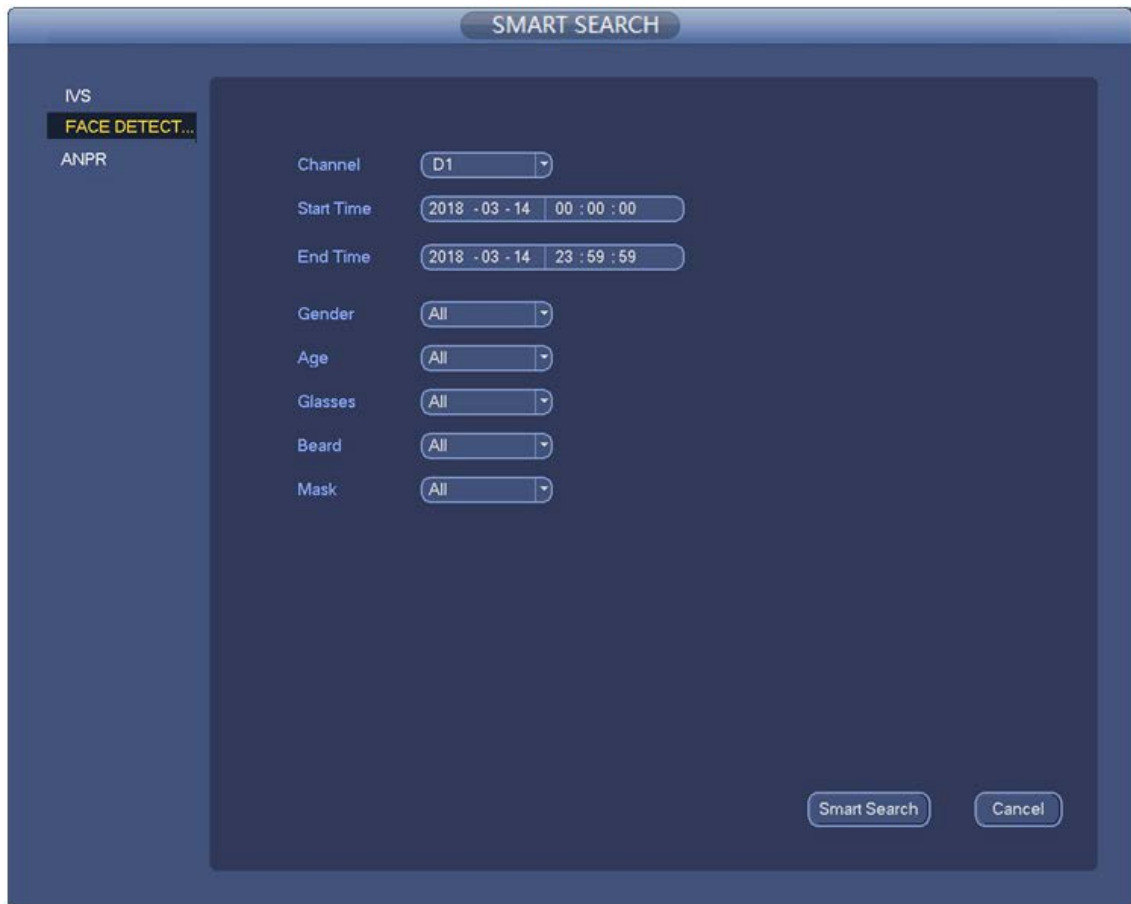 SMART SEARCH
IVS
FACE DETECT...
ANPR
Channel D1
Start Time 2018 - 03 - 14 00 : 00 : 00
End Time 2018 - 03 - 14 23 : 59 : 59
Gender All
Age All
Glasses All
Beard All
Mask All
Smart Search Cancel